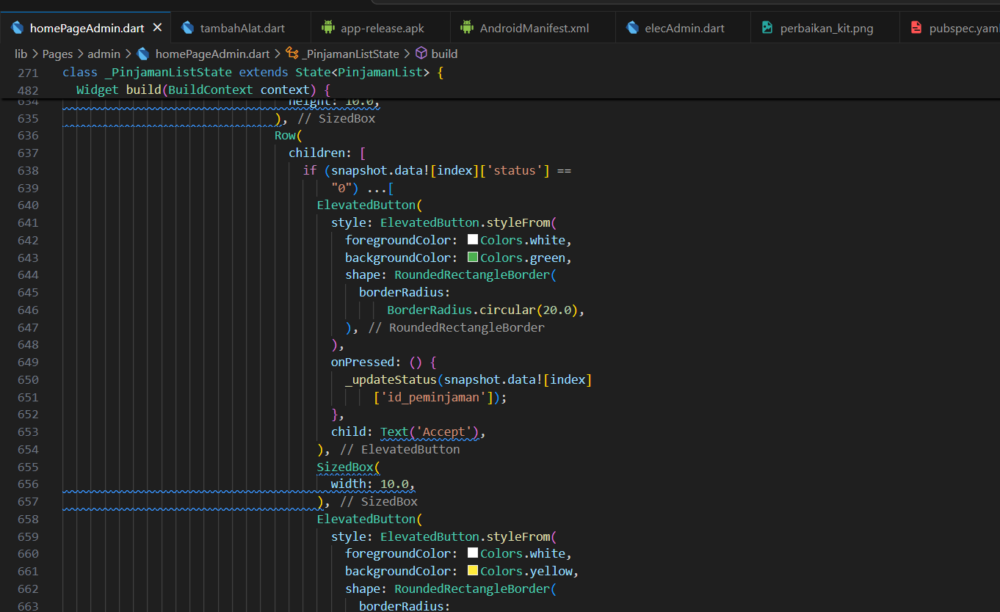 homePageAdmin.dart
tambahAlat.dart
app-release.apk
AndroidManifest.xml
elecAdmin.dart
perbaikan_kit.png
pubspec.yaml
lib > Pages > admin > homePageAdmin.dart > _PinjamanListState > build
271 class _PinjamanListState extends State<PinjamanList> {
482 Widget build(BuildContext context) {
634 height: 10.0,
635 ), // SizedBox
636 Row(
637 children: [
638 if (snapshot.data![index]['status'] ==
639 "0") ...[
640 ElevatedButton(
641 style: ElevatedButton.styleFrom(
642 foregroundColor: Colors.white,
643 backgroundColor: Colors.green,
644 shape: RoundedRectangleBorder(
645 borderRadius:
646 BorderRadius.circular(20.0),
647 ), // RoundedRectangleBorder
648 ),
649 onPressed: () {
650 _updateStatus(snapshot.data![index]
651 ['id_peminjaman']);
652 },
653 child: Text('Accept'),
654 ), // ElevatedButton
655 SizedBox(
656 width: 10.0,
657 ), // SizedBox
658 ElevatedButton(
659 style: ElevatedButton.styleFrom(
660 foregroundColor: Colors.white,
661 backgroundColor: Colors.yellow,
662 shape: RoundedRectangleBorder(
663 borderRadius: